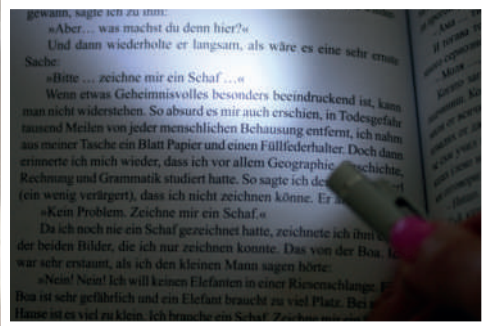 gewann, sagte ich zu ihm:
»Aber… was machst du denn hier?«
Und dann wiederholte er langsam, als wäre es eine sehr ernste
Sache:
»Bitte … zeichne mir ein Schaf …«
Wenn etwas Geheimnisvolles besonders beeindruckend ist, kann
man nicht widerstehen. So absurd es mir auch erschien, in Todesgefahr
tausend Meilen von jeder menschlichen Behausung entfernt, ich nahm
aus meiner Tasche ein Blatt Papier und einen Füllfederhalter. Doch dann
erinnerte ich mich wieder, dass ich vor allem Geographie
Rechnung und Grammatik studiert hatte. So sagte ich
(ein wenig verärgert), dass ich nicht zeichnen könne. Er
»Kein Problem. Zeichne mir ein Schaf.«
Da ich noch nie ein Schaf gezeichnet hatte, zeichnete ich ihm
der beiden Bilder, die ich nur zeichnen konnte. Das von der Boa.
war sehr erstaunt, als ich den kleinen Mann sagen hörte:
»Nein! Nein! Ich will keinen Elefanten in einer Riesenschlange.
Boa ist sehr gefährlich und ein Elefant braucht zu viel Platz. Bei
Hause ist es viel zu klein. Ich brauche ein Schaf. Zeichne mir ein